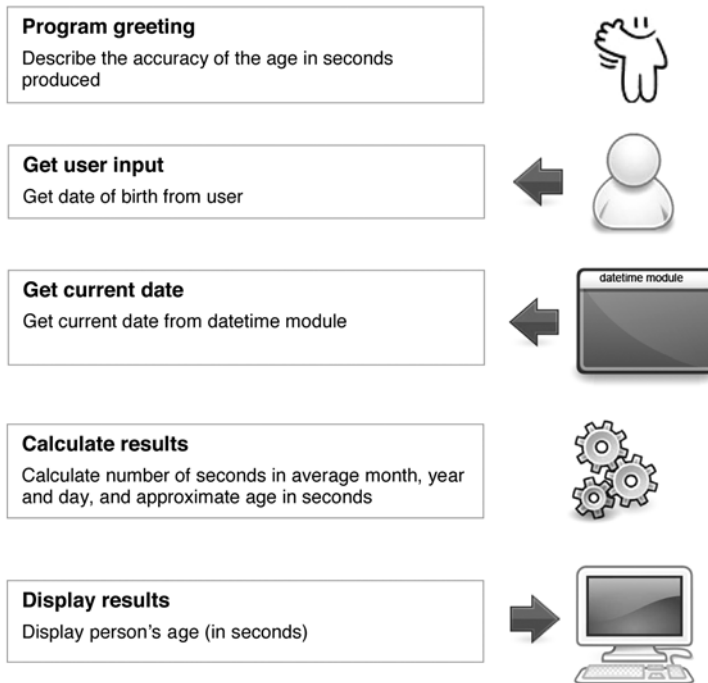 Program greeting
Describe the accuracy of the age in seconds
produced
Get user input
Get date of birth from user
Get current date
Get current date from datetime module
datetime module
Calculate results
Calculate number of seconds in average month, year
and day, and approximate age in seconds
Display results
Display person's age (in seconds)